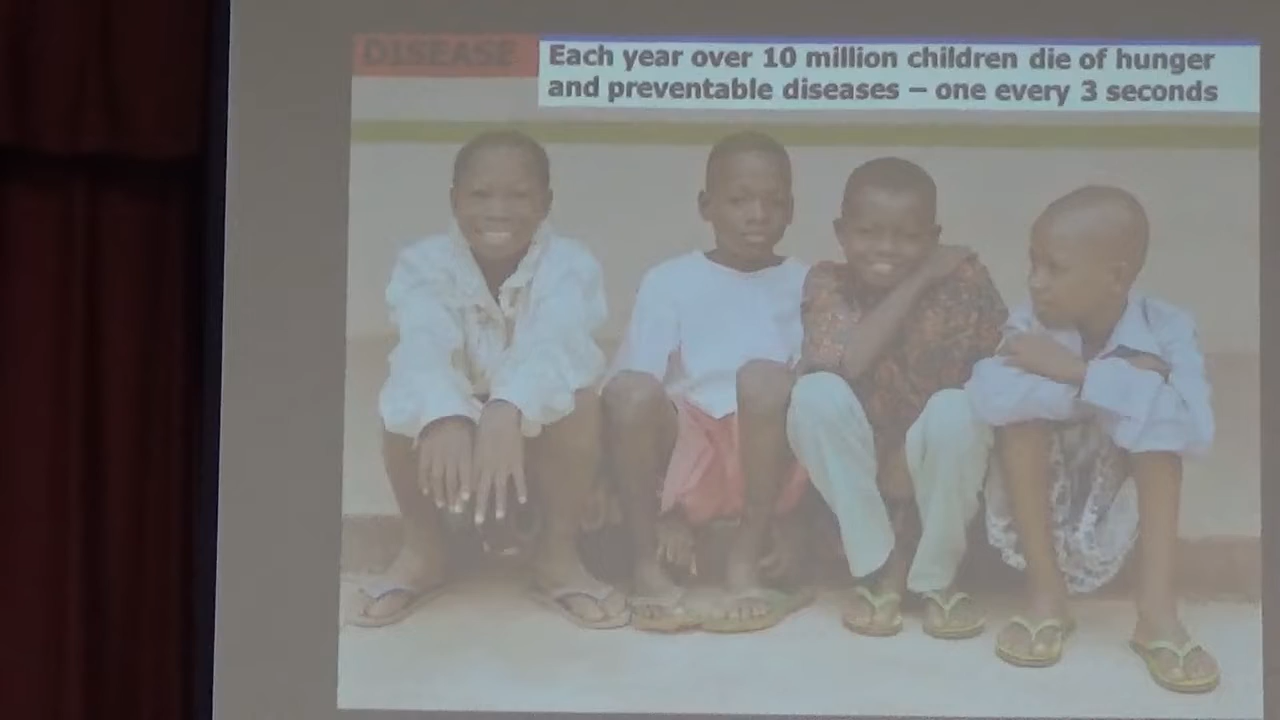 DISEASE
Each year over 10 million children die of hunger
and preventable diseases – one every 3 seconds